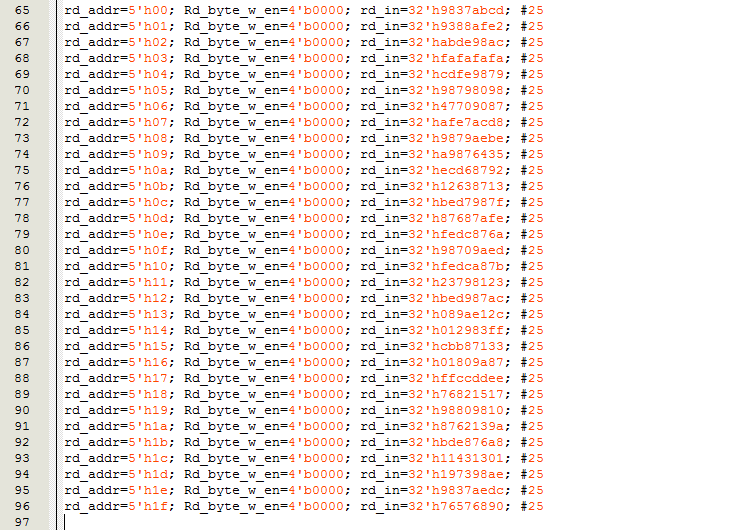 65 rd_addr=5'h00; Rd_byte_w_en=4'b0000; rd_in=32'h9837abcd; #25
66 rd_addr=5'h01; Rd_byte_w_en=4'b0000; rd_in=32'h9388afe2; #25
67 rd_addr=5'h02; Rd_byte_w_en=4'b0000; rd_in=32'habde98ac; #25
68 rd_addr=5'h03; Rd_byte_w_en=4'b0000; rd_in=32'hfafafafa; #25
69 rd_addr=5'h04; Rd_byte_w_en=4'b0000; rd_in=32'hcdfe9879; #25
70 rd_addr=5'h05; Rd_byte_w_en=4'b0000; rd_in=32'h98798098; #25
71 rd_addr=5'h06; Rd_byte_w_en=4'b0000; rd_in=32'h47709087; #25
72 rd_addr=5'h07; Rd_byte_w_en=4'b0000; rd_in=32'hafe7acd8; #25
73 rd_addr=5'h08; Rd_byte_w_en=4'b0000; rd_in=32'h9879aebe; #25
74 rd_addr=5'h09; Rd_byte_w_en=4'b0000; rd_in=32'ha9876435; #25
75 rd_addr=5'h0a; Rd_byte_w_en=4'b0000; rd_in=32'hecd68792; #25
76 rd_addr=5'h0b; Rd_byte_w_en=4'b0000; rd_in=32'h12638713; #25
77 rd_addr=5'h0c; Rd_byte_w_en=4'b0000; rd_in=32'hbed7987f; #25
78 rd_addr=5'h0d; Rd_byte_w_en=4'b0000; rd_in=32'h87687afe; #25
79 rd_addr=5'h0e; Rd_byte_w_en=4'b0000; rd_in=32'hfedc876a; #25
80 rd_addr=5'h0f; Rd_byte_w_en=4'b0000; rd_in=32'h98709aed; #25
81 rd_addr=5'h10; Rd_byte_w_en=4'b0000; rd_in=32'hfedca87b; #25
82 rd_addr=5'h11; Rd_byte_w_en=4'b0000; rd_in=32'h23798123; #25
83 rd_addr=5'h12; Rd_byte_w_en=4'b0000; rd_in=32'hbed987ac; #25
84 rd_addr=5'h13; Rd_byte_w_en=4'b0000; rd_in=32'h089ae12c; #25
85 rd_addr=5'h14; Rd_byte_w_en=4'b0000; rd_in=32'h012983ff; #25
86 rd_addr=5'h15; Rd_byte_w_en=4'b0000; rd_in=32'hcbb87133; #25
87 rd_addr=5'h16; Rd_byte_w_en=4'b0000; rd_in=32'h01809a87; #25
88 rd_addr=5'h17; Rd_byte_w_en=4'b0000; rd_in=32'hffccddee; #25
89 rd_addr=5'h18; Rd_byte_w_en=4'b0000; rd_in=32'h76821517; #25
90 rd_addr=5'h19; Rd_byte_w_en=4'b0000; rd_in=32'h98809810; #25
91 rd_addr=5'h1a; Rd_byte_w_en=4'b0000; rd_in=32'h8762139a; #25
92 rd_addr=5'h1b; Rd_byte_w_en=4'b0000; rd_in=32'hbde876a8; #25
93 rd_addr=5'h1c; Rd_byte_w_en=4'b0000; rd_in=32'h11431301; #25
94 rd_addr=5'h1d; Rd_byte_w_en=4'b0000; rd_in=32'h197398ae; #25
95 rd_addr=5'h1e; Rd_byte_w_en=4'b0000; rd_in=32'h9837aedc; #25
96 rd_addr=5'h1f; Rd_byte_w_en=4'b0000; rd_in=32'h76576890; #25
97